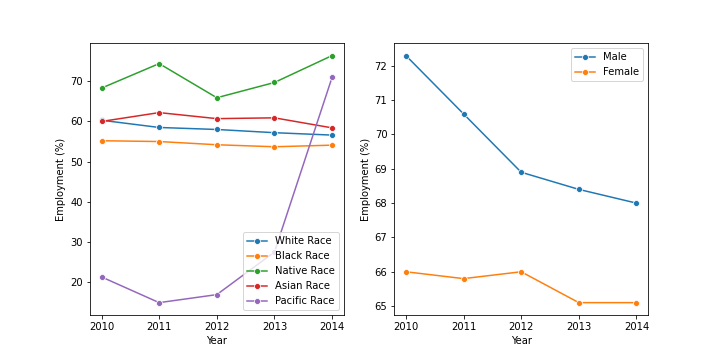 70
60
50
40
30
20
Employment (%)
2010 2011 2012 2013 2014
Year
White Race
Black Race
Native Race
Asian Race
Pacific Race
72
71
70
69
68
67
66
65
Employment (%)
2010 2011 2012 2013 2014
Year
Male
Female